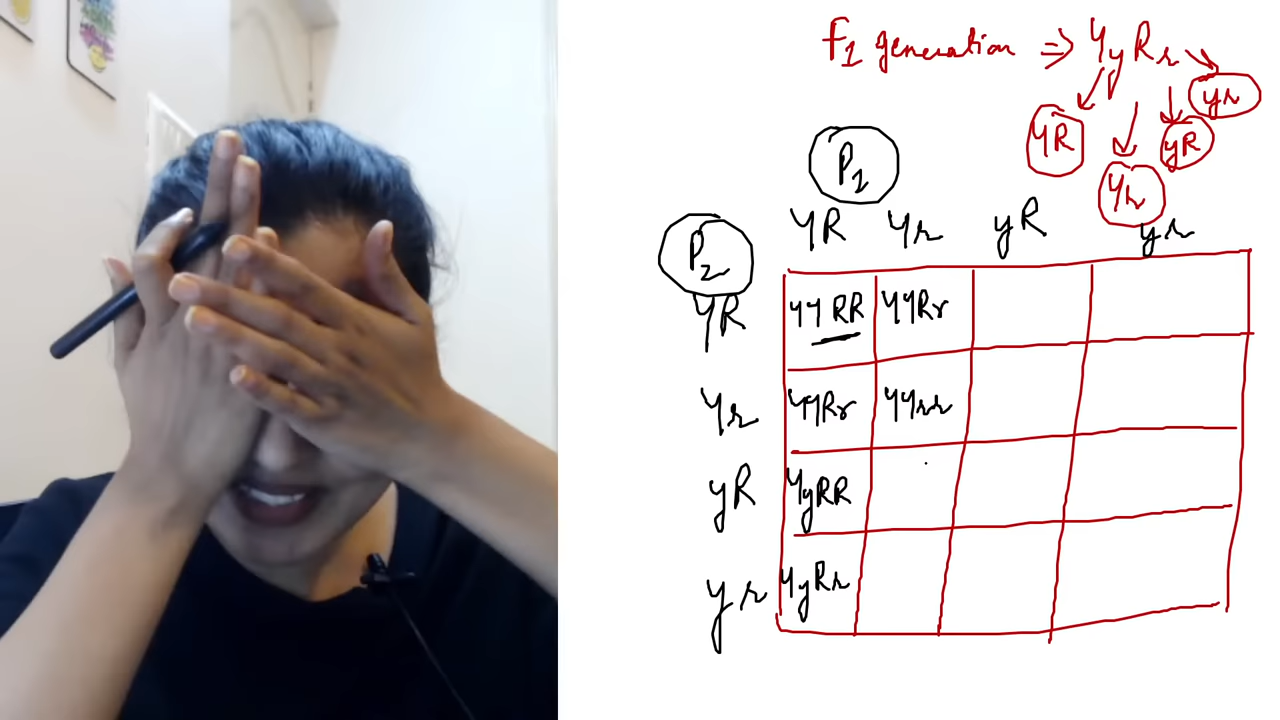 F1 generation ⇒ YyRr
yr
YR
yR
Yr
P1
P2
YR Yr yR yr
YR YYRR YYRr
Yr YYRr YYrr
yR YyRR
yr YyRr